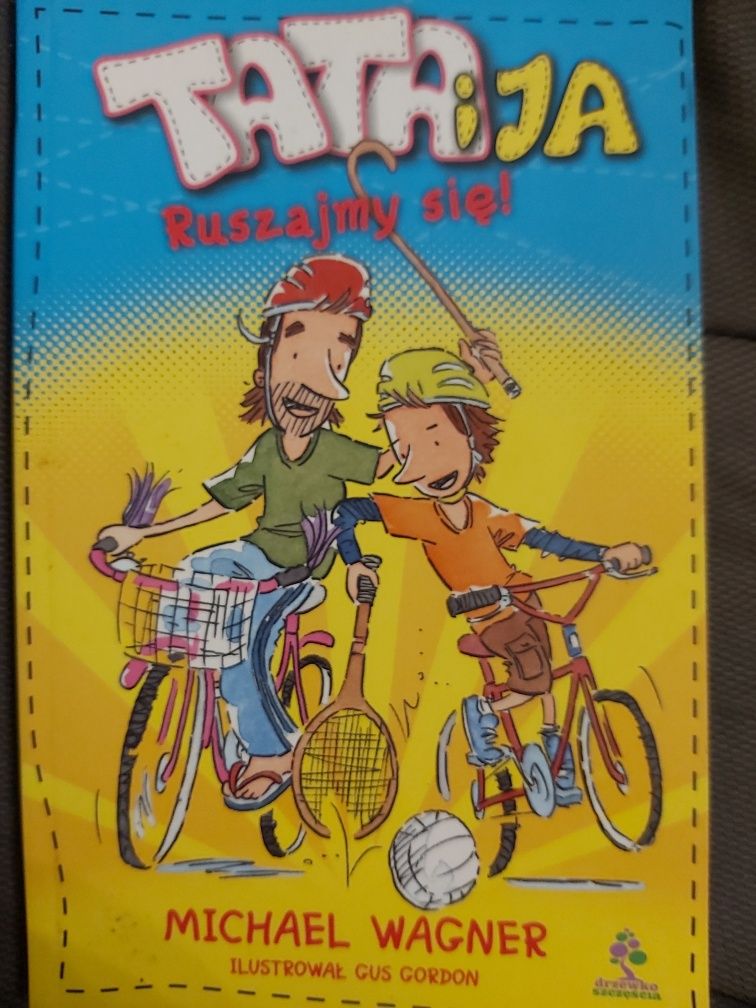 TATA i JA
Ruszajmy się!
MICHAEL WAGNER
ILUSTROWAŁ GUS GORDON
drzewko
szczęścia